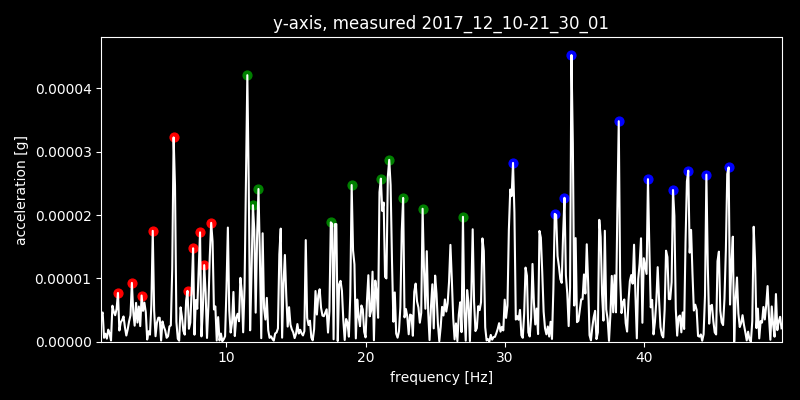 y-axis, measured 2017_12_10-21_30_01
acceleration [g]
0.00004
0.00003
0.00002
0.00001
0.00000
10 20 30 40
frequency [Hz]